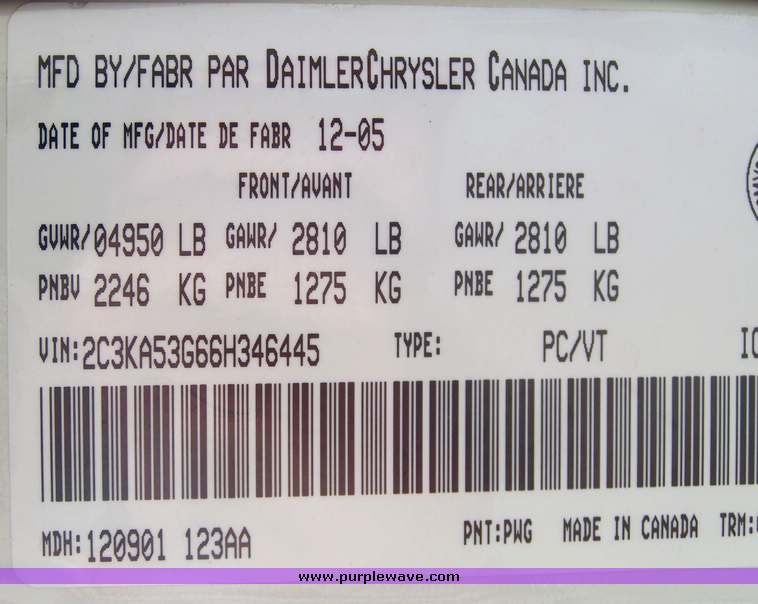 MFD BY/FABR PAR DAIMLERCHRYSLER CANADA INC.
DATE OF MFG/DATE DE FABR 12-05
FRONT/AVANT REAR/ARRIERE
GVWR/04950 LB GAWR/ 2810 LB GAWR/ 2810 LB
PNBV 2246 KG PNBE 1275 KG PNBE 1275 KG
VIN:2C3KA53G66H346445 TYPE: PC/VT
MDH:120901 123AA PNT:PWG MADE IN CANADA TRM:
www.purplewave.com